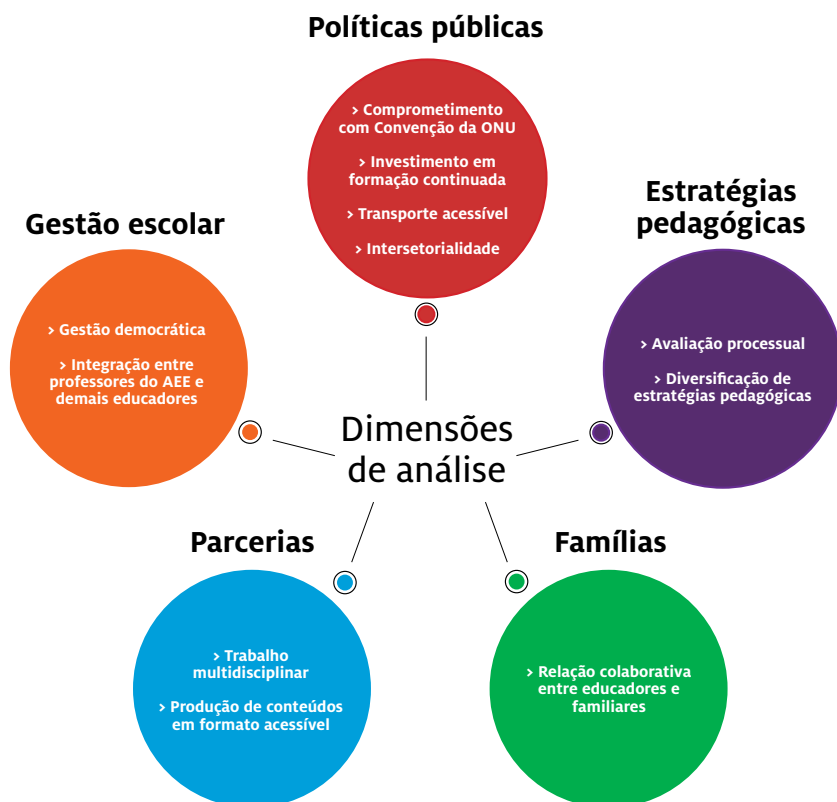 Políticas públicas
> Comprometimento
com Convenção da ONU
> Investimento em
formação continuada
> Transporte acessível
> Intersetorialidade
Estratégias
pedagógicas
> Avaliação processual
> Diversificação de
estratégias pedagógicas
Gestão escolar
> Gestão democrática
> Integração entre
professores do AEE e
demais educadores
Dimensões
de análise
Parcerias
> Trabalho
multidisciplinar
> Produção de conteúdos
em formato acessível
Famílias
> Relação colaborativa
entre educadores e
familiares